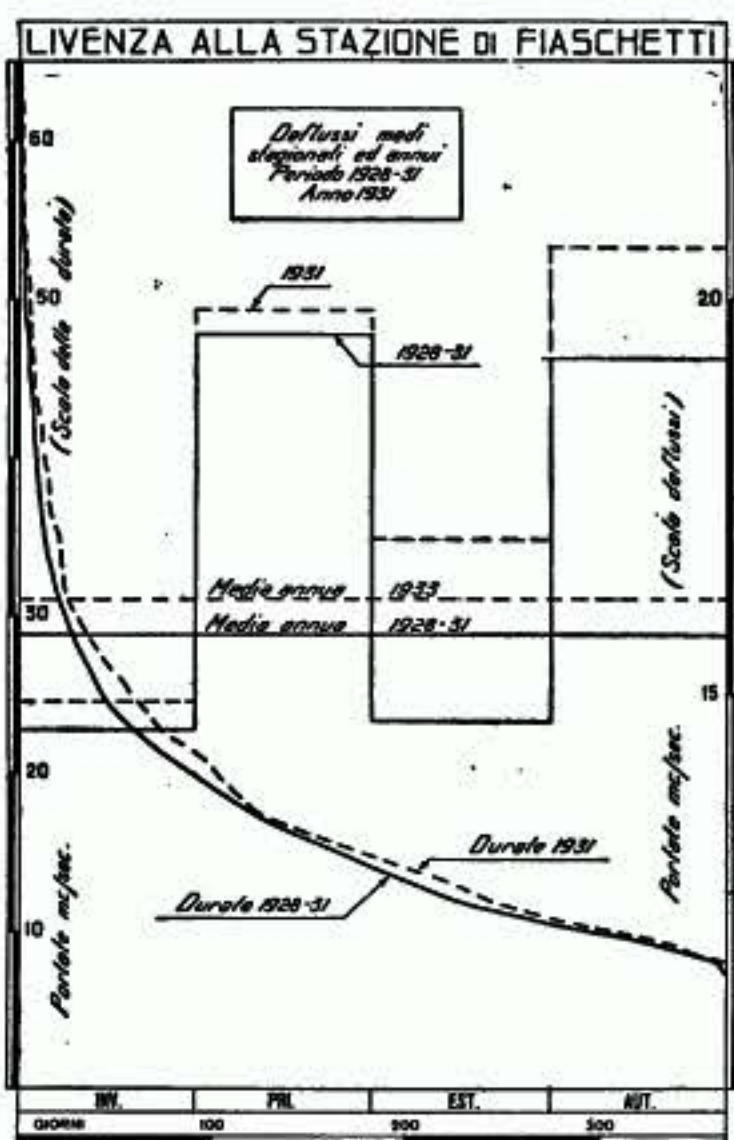 LIVENZA ALLA STAZIONE DI FIASCHETTI
Deflussi medi
stagionali ed annui
Periodo 1928-31
Anno 1931
60
50
30
20
10
(Scala delle durate)
Portate mc/sec.
1931
1928-31
20
15
(Scala deflussi)
Portate mc/sec.
Media annua 1933
Media annua 1928-31
Durate 1931
Durate 1928-31
INV. PRI. EST. AUT.
GIORNI 100 200 300